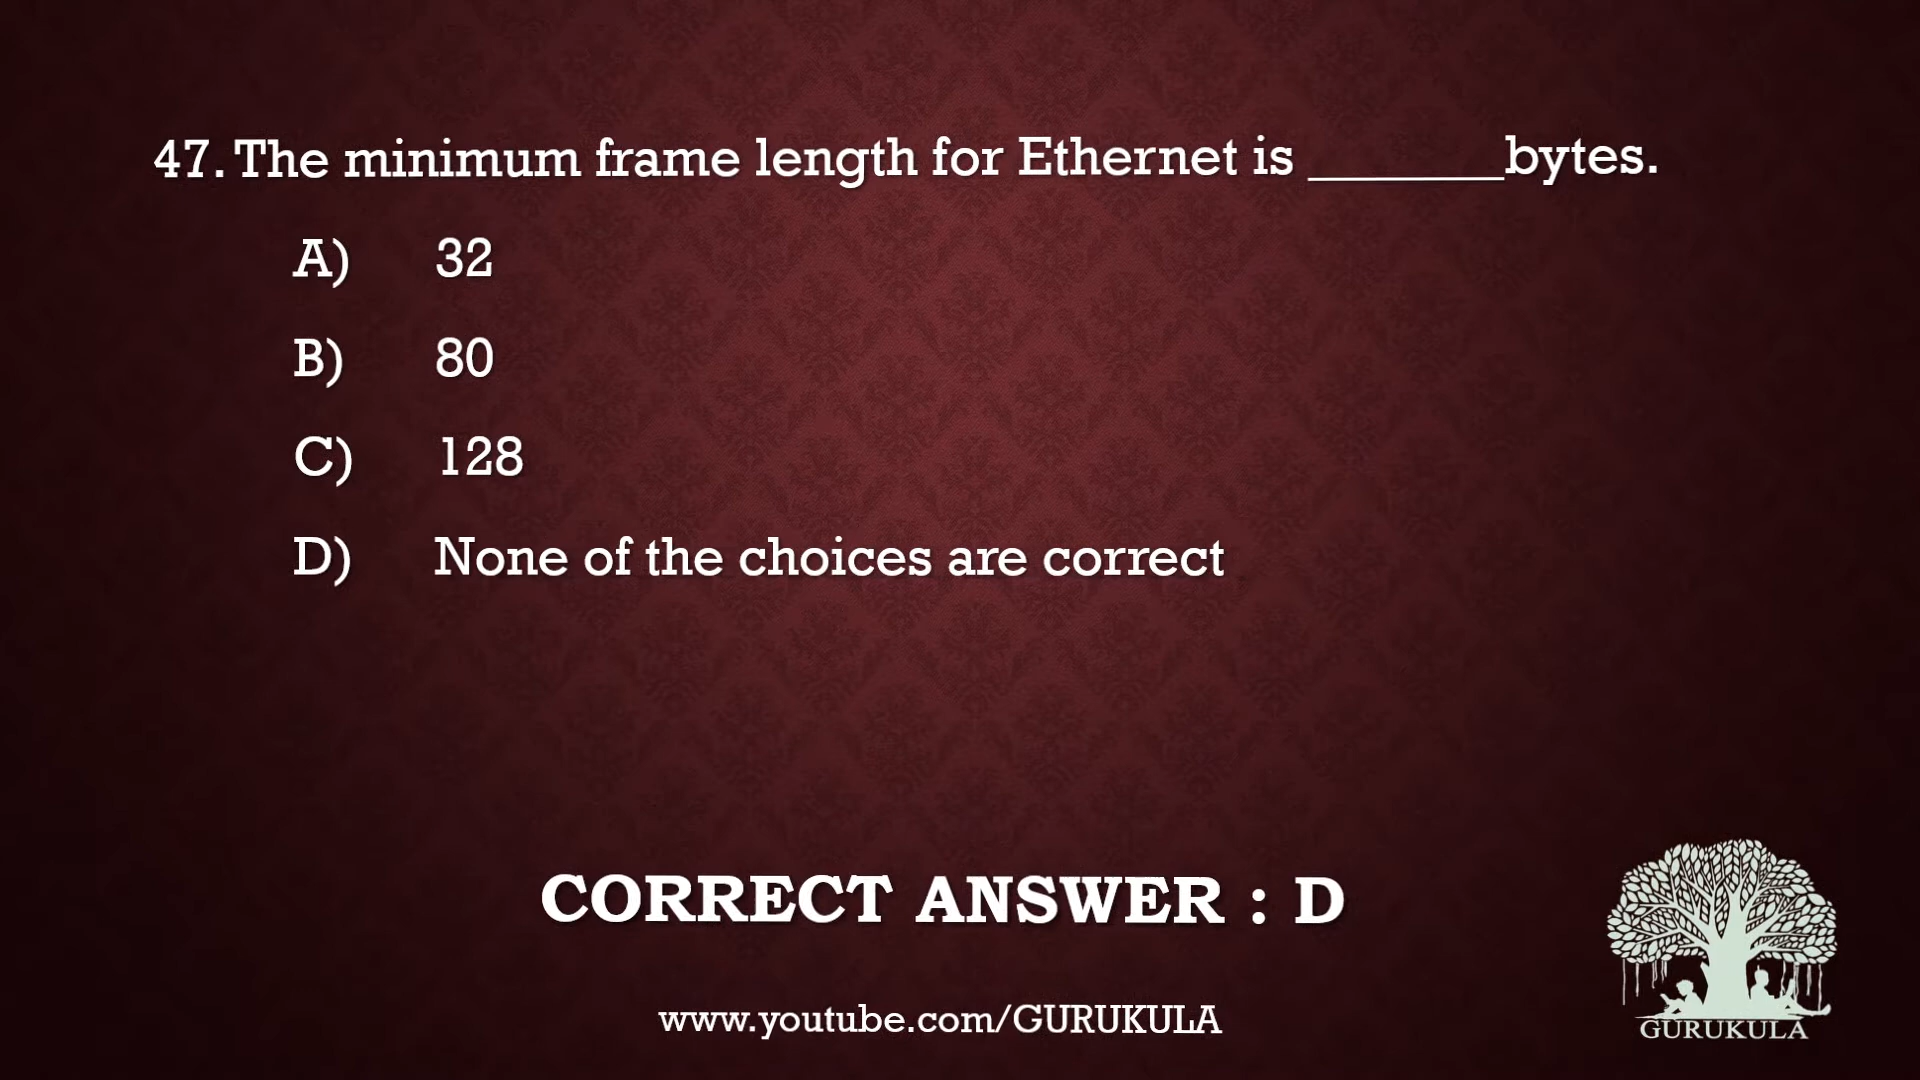 47. The minimum frame length for Ethernet is _______bytes.
A) 32
B) 80
C) 128
D) None of the choices are correct
CORRECT ANSWER : D
www.youtube.com/GURUKULA
GURUKULA